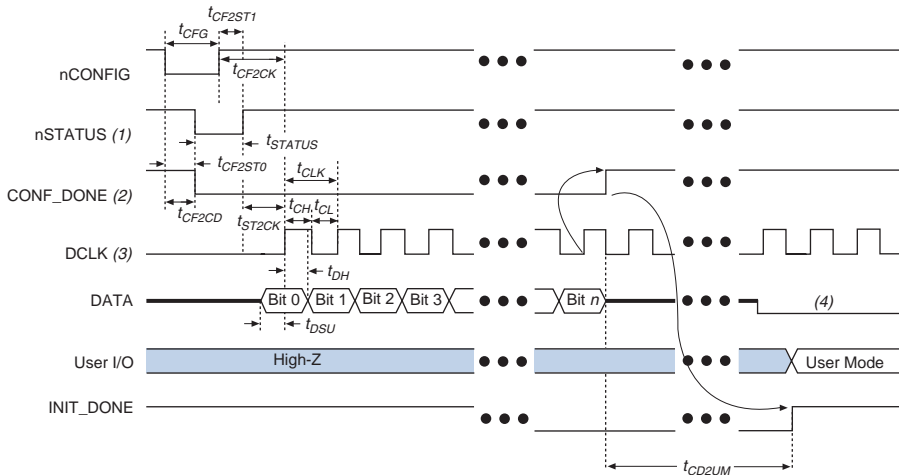 tCF2ST1
tCFG
nCONFIG
tCF2CK
nSTATUS (1)
tSTATUS
tCF2ST0
tCLK
CONF_DONE (2)
tCF2CD
tST2CK
tCH
tCL
DCLK (3)
tDH
DATA
Bit 0
Bit 1
Bit 2
Bit 3
Bit n
(4)
tDSU
User I/O
High-Z
User Mode
INIT_DONE
tCD2UM